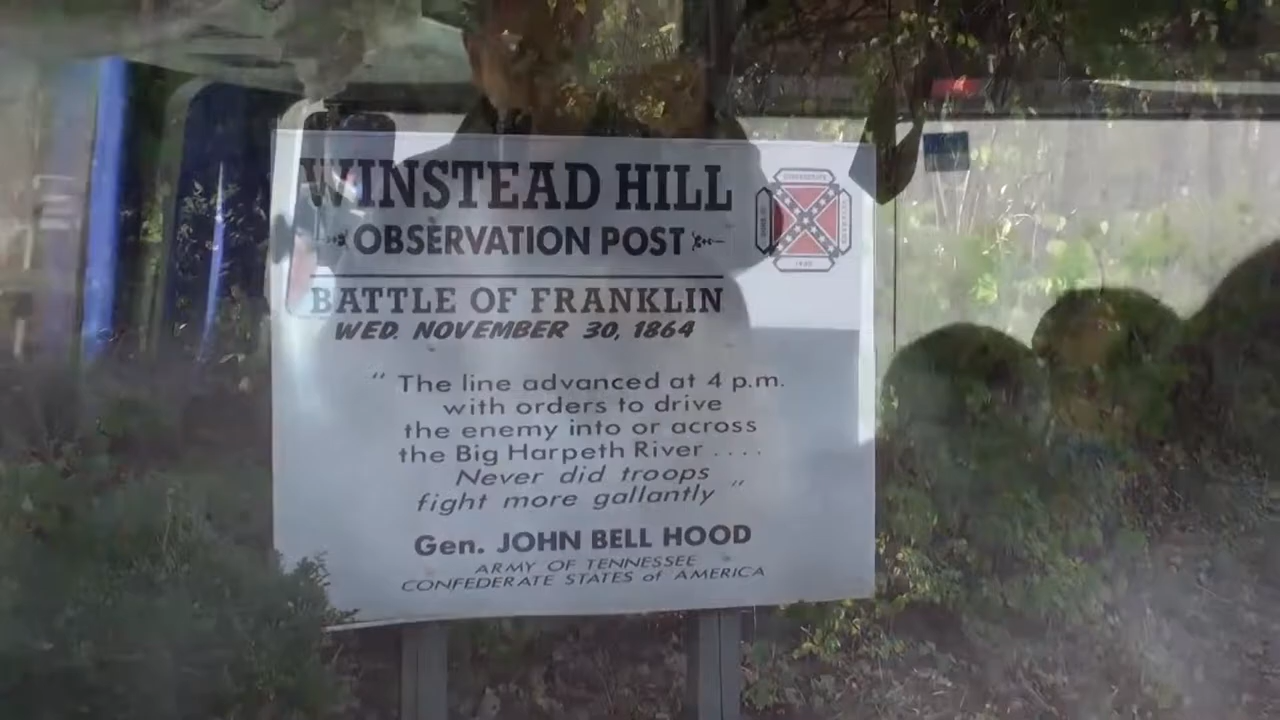 WINSTEAD HILL
OBSERVATION POST
BATTLE OF FRANKLIN
WED. NOVEMBER 30, 1864
" The line advanced at 4 p.m.
with orders to drive
the enemy into or across
the Big Harpeth River ....
Never did troops
fight more gallantly "
Gen. JOHN BELL HOOD
ARMY OF TENNESSEE
CONFEDERATE STATES of AMERICA